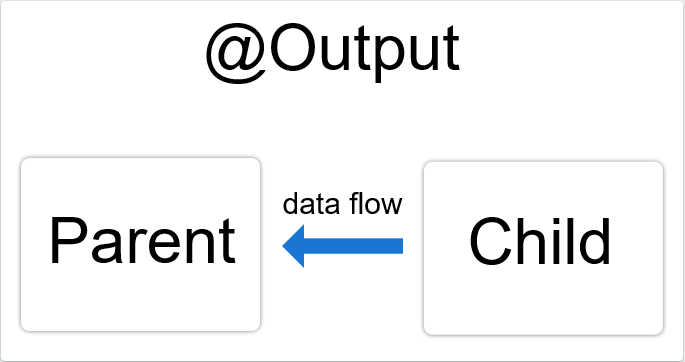 @Output
data flow
Parent
Child